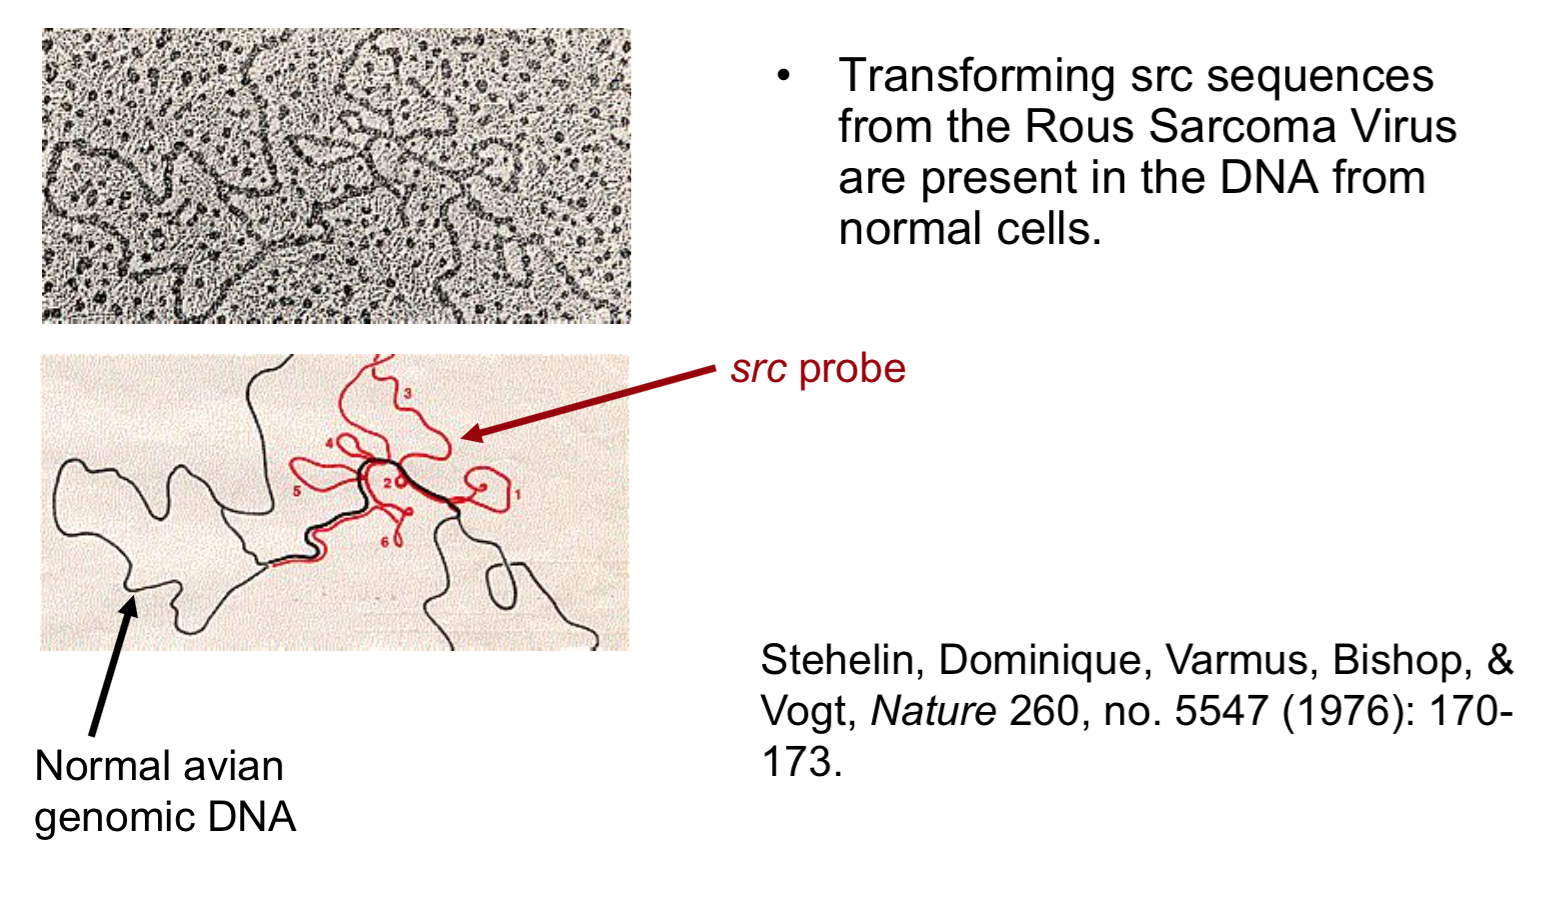 • Transforming src sequences
from the Rous Sarcoma Virus
are present in the DNA from
normal cells.
src probe
3
4
5
2
1
6
Stehelin, Dominique, Varmus, Bishop, &
Vogt, Nature 260, no. 5547 (1976): 170-
173.
Normal avian
genomic DNA